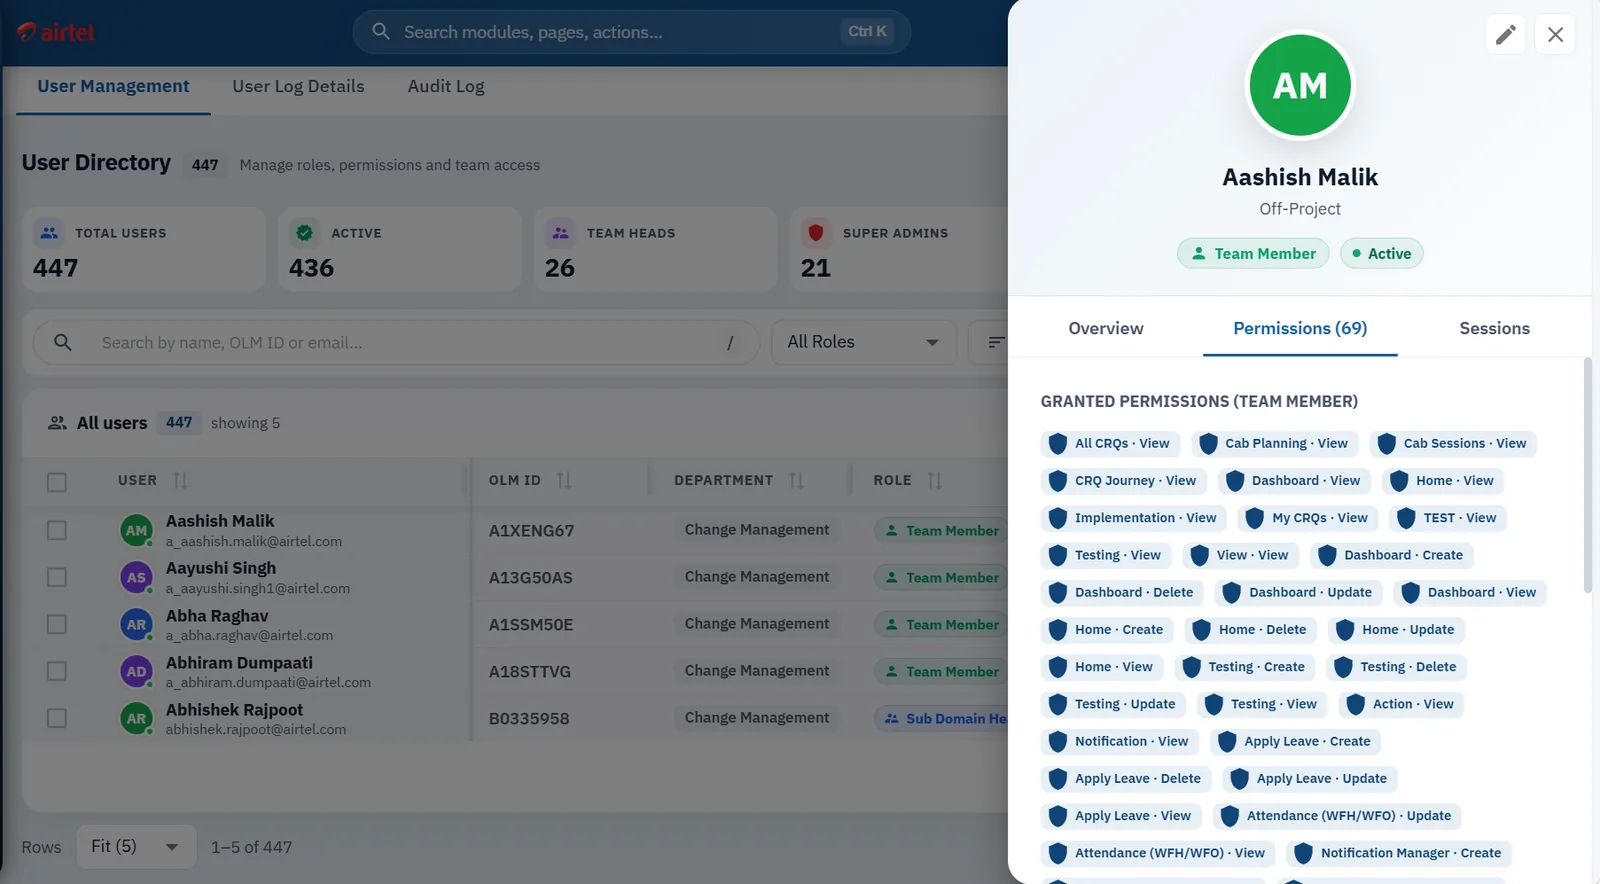 airtel
Search modules, pages, actions...
Ctrl K
User Management
User Log Details
Audit Log
User Directory
447
Manage roles, permissions and team access
TOTAL USERS
447
ACTIVE
436
TEAM HEADS
26
SUPER ADMINS
21
Search by name, OLM ID or email...
/
All Roles
All users
447
showing 5
USER
OLM ID
DEPARTMENT
ROLE
AM
Aashish Malik
a_aashish.malik@airtel.com
A1XENG67
Change Management
Team Member
AS
Aayushi Singh
a_aayushi.singh1@airtel.com
A13G50AS
Change Management
Team Member
AR
Abha Raghav
a_abha.raghav@airtel.com
A1SSM50E
Change Management
Team Member
AD
Abhiram Dumpaati
a_abhiram.dumpaati@airtel.com
A18STTVG
Change Management
Team Member
AR
Abhishek Rajpoot
abhishek.rajpoot@airtel.com
B0335958
Change Management
Sub Domain He
Rows
Fit (5)
1–5 of 447
AM
Aashish Malik
Off-Project
Team Member
Active
Overview
Permissions (69)
Sessions
GRANTED PERMISSIONS (TEAM MEMBER)
All CRQs · View
Cab Planning · View
Cab Sessions · View
CRQ Journey · View
Dashboard · View
Home · View
Implementation · View
My CRQs · View
TEST · View
Testing · View
View · View
Dashboard · Create
Dashboard · Delete
Dashboard · Update
Dashboard · View
Home · Create
Home · Delete
Home · Update
Home · View
Testing · Create
Testing · Delete
Testing · Update
Testing · View
Action · View
Notification · View
Apply Leave · Create
Apply Leave · Delete
Apply Leave · Update
Apply Leave · View
Attendance (WFH/WFO) · Update
Attendance (WFH/WFO) · View
Notification Manager · Create